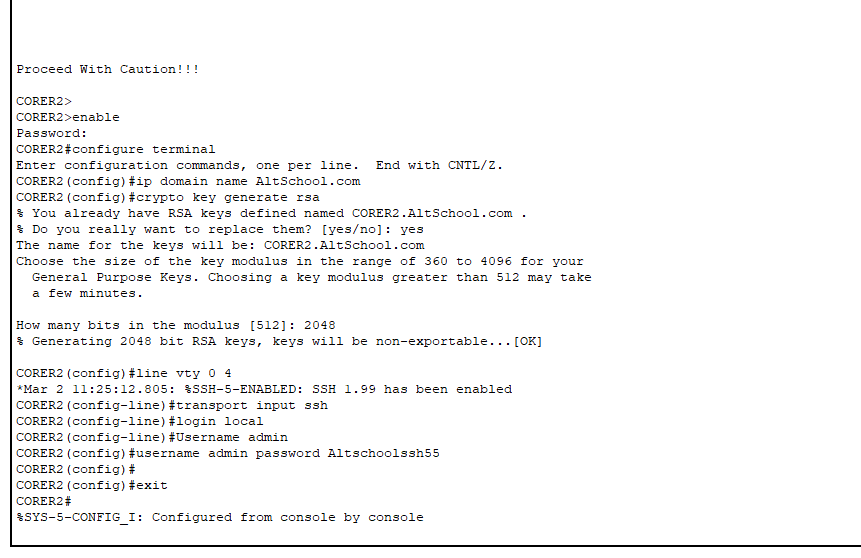 Proceed With Caution!!!
CORER2>
CORER2>enable
Password:
CORER2#configure terminal
Enter configuration commands, one per line.  End with CNTL/Z.
CORER2(config)#ip domain name AltSchool.com
CORER2(config)#crypto key generate rsa
% You already have RSA keys defined named CORER2.AltSchool.com .
% Do you really want to replace them? [yes/no]: yes
The name for the keys will be: CORER2.AltSchool.com
Choose the size of the key modulus in the range of 360 to 4096 for your
  General Purpose Keys. Choosing a key modulus greater than 512 may take
  a few minutes.
How many bits in the modulus [512]: 2048
% Generating 2048 bit RSA keys, keys will be non-exportable...[OK]
CORER2(config)#line vty 0 4
*Mar 2 11:25:12.805: %SSH-5-ENABLED: SSH 1.99 has been enabled
CORER2(config-line)#transport input ssh
CORER2(config-line)#login local
CORER2(config-line)#Username admin
CORER2(config)#username admin password Altschoolssh55
CORER2(config)#
CORER2(config)#exit
CORER2#
%SYS-5-CONFIG_I: Configured from console by console